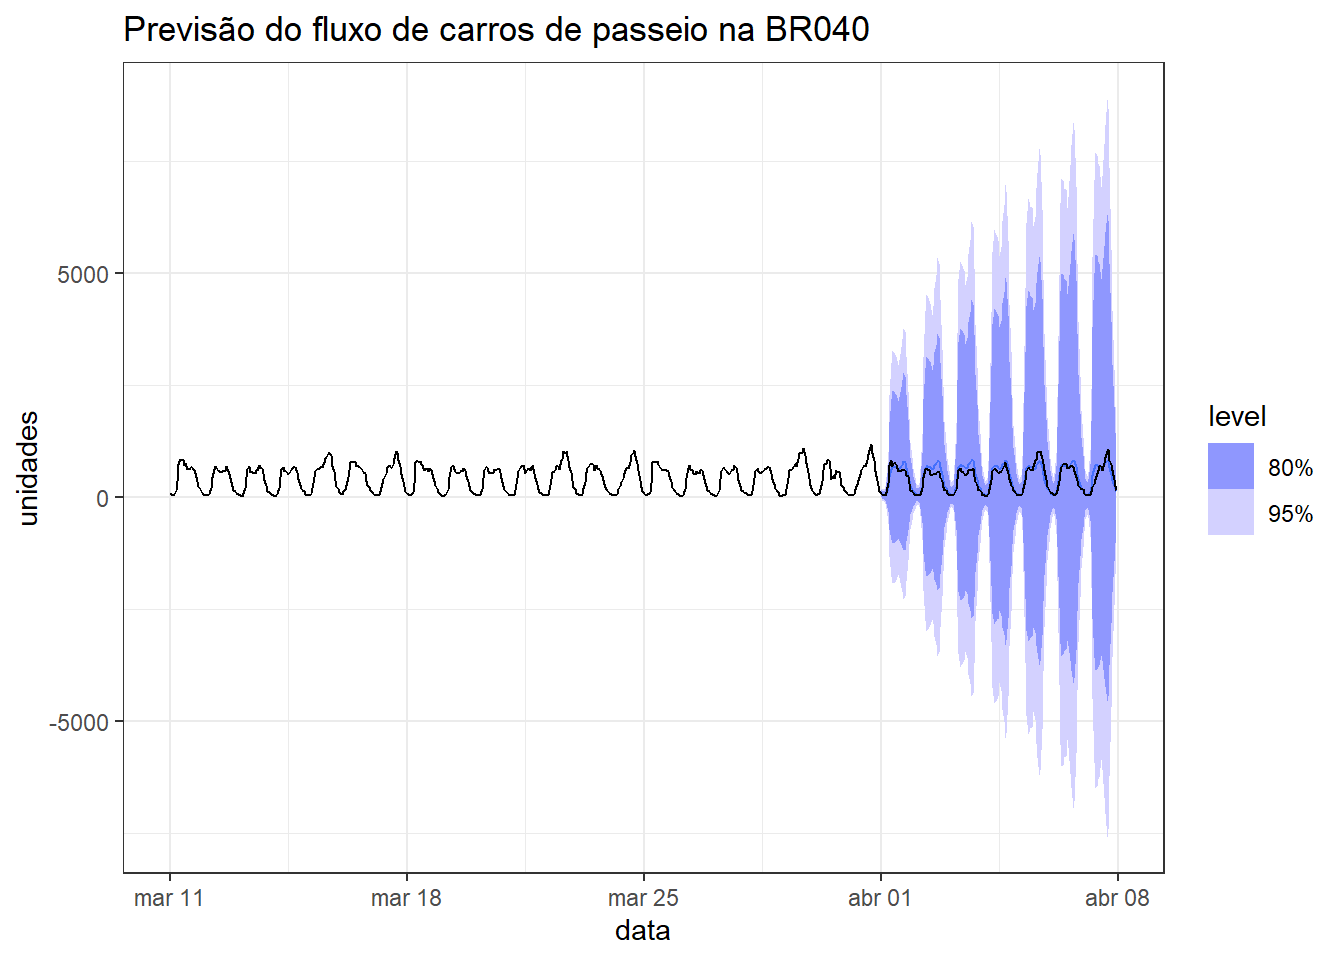 Previsão do fluxo de carros de passeio na BR040
unidades
5000
0
-5000
mar 11
mar 18
mar 25
abr 01
abr 08
data
level
80%
95%